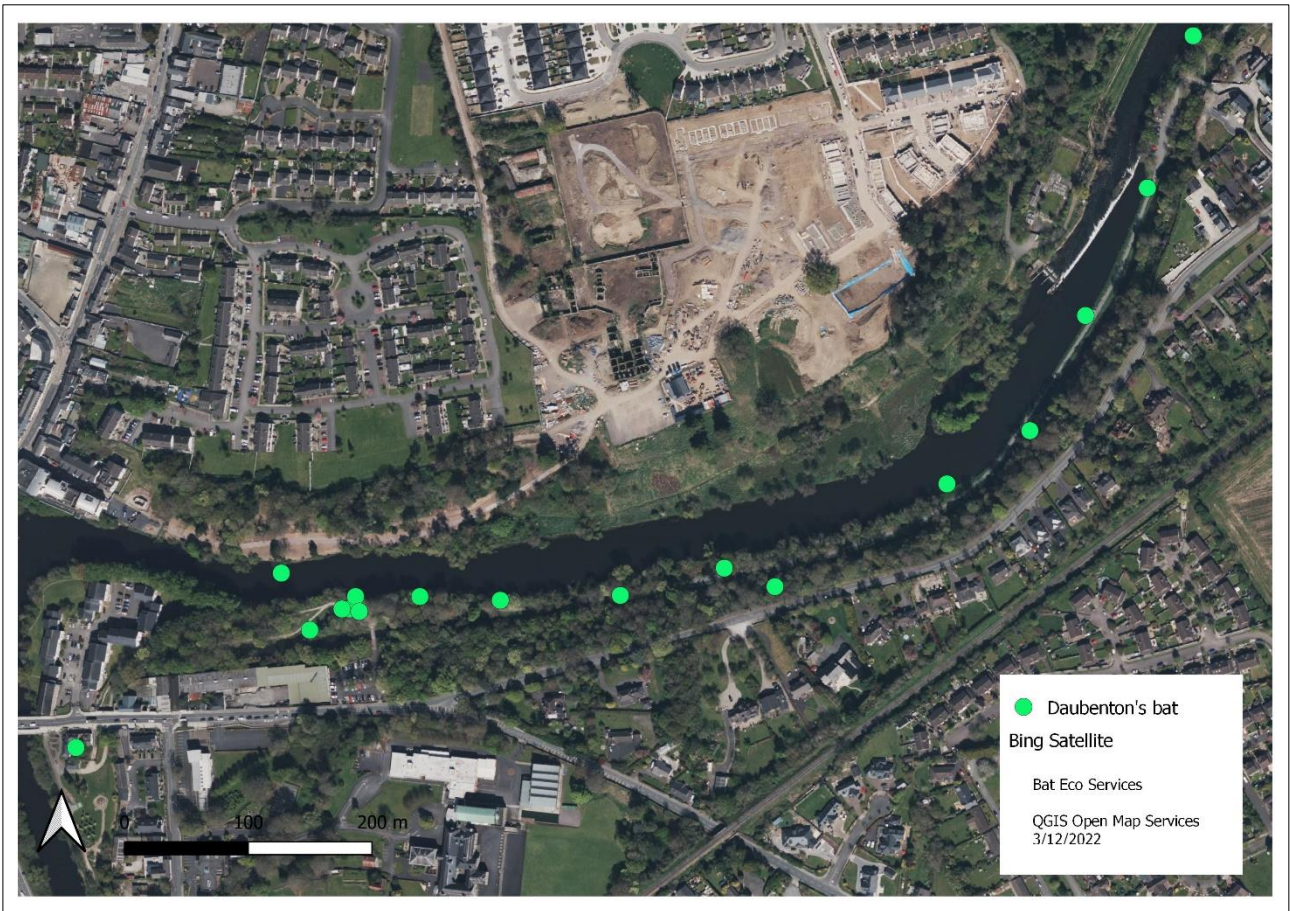 Daubenton's bat
Bing Satellite
Bat Eco Services
QGIS Open Map Services
3/12/2022
0 100 200 m